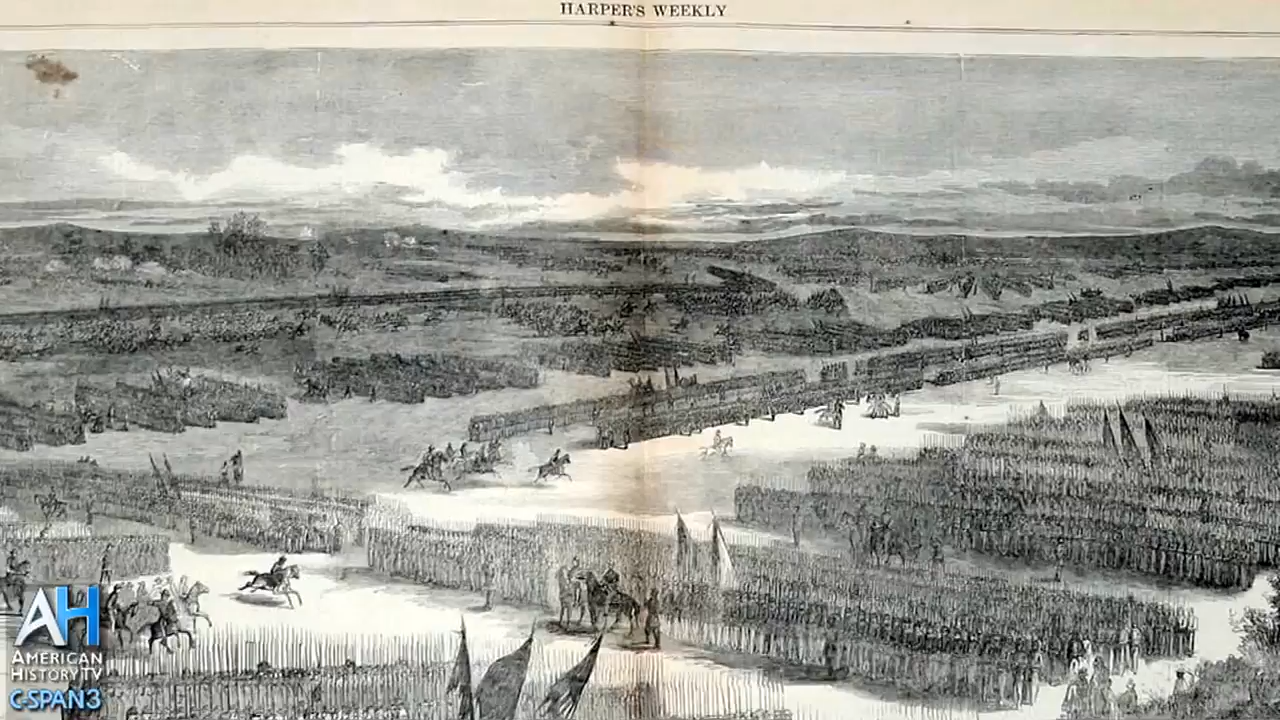 HARPER'S WEEKLY
AH
AMERICAN
HISTORY TV
C-SPAN3